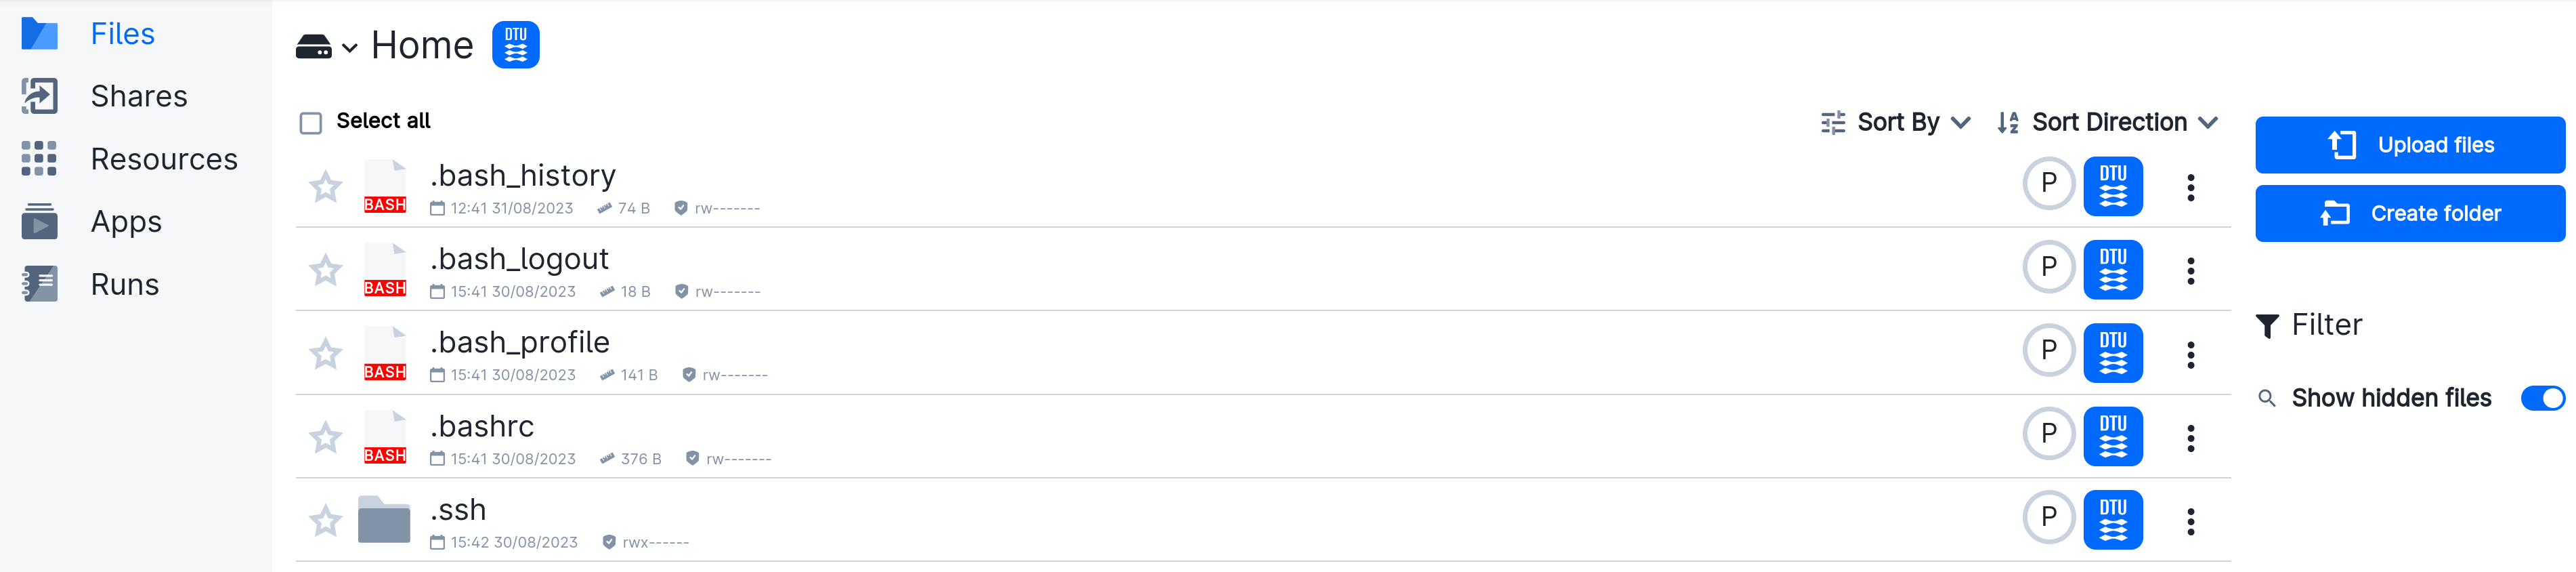 Files
Shares
Resources
Apps
Runs
Home DTU
Select all
Sort By
Sort Direction
.bash_history
BASH
12:41 31/08/2023 74 B rw-------
P DTU
.bash_logout
BASH
15:41 30/08/2023 18 B rw-------
P DTU
.bash_profile
BASH
15:41 30/08/2023 141 B rw-------
P DTU
.bashrc
BASH
15:41 30/08/2023 376 B rw-------
P DTU
.ssh
15:42 30/08/2023 rwx------
P DTU
Upload files
Create folder
Filter
Show hidden files